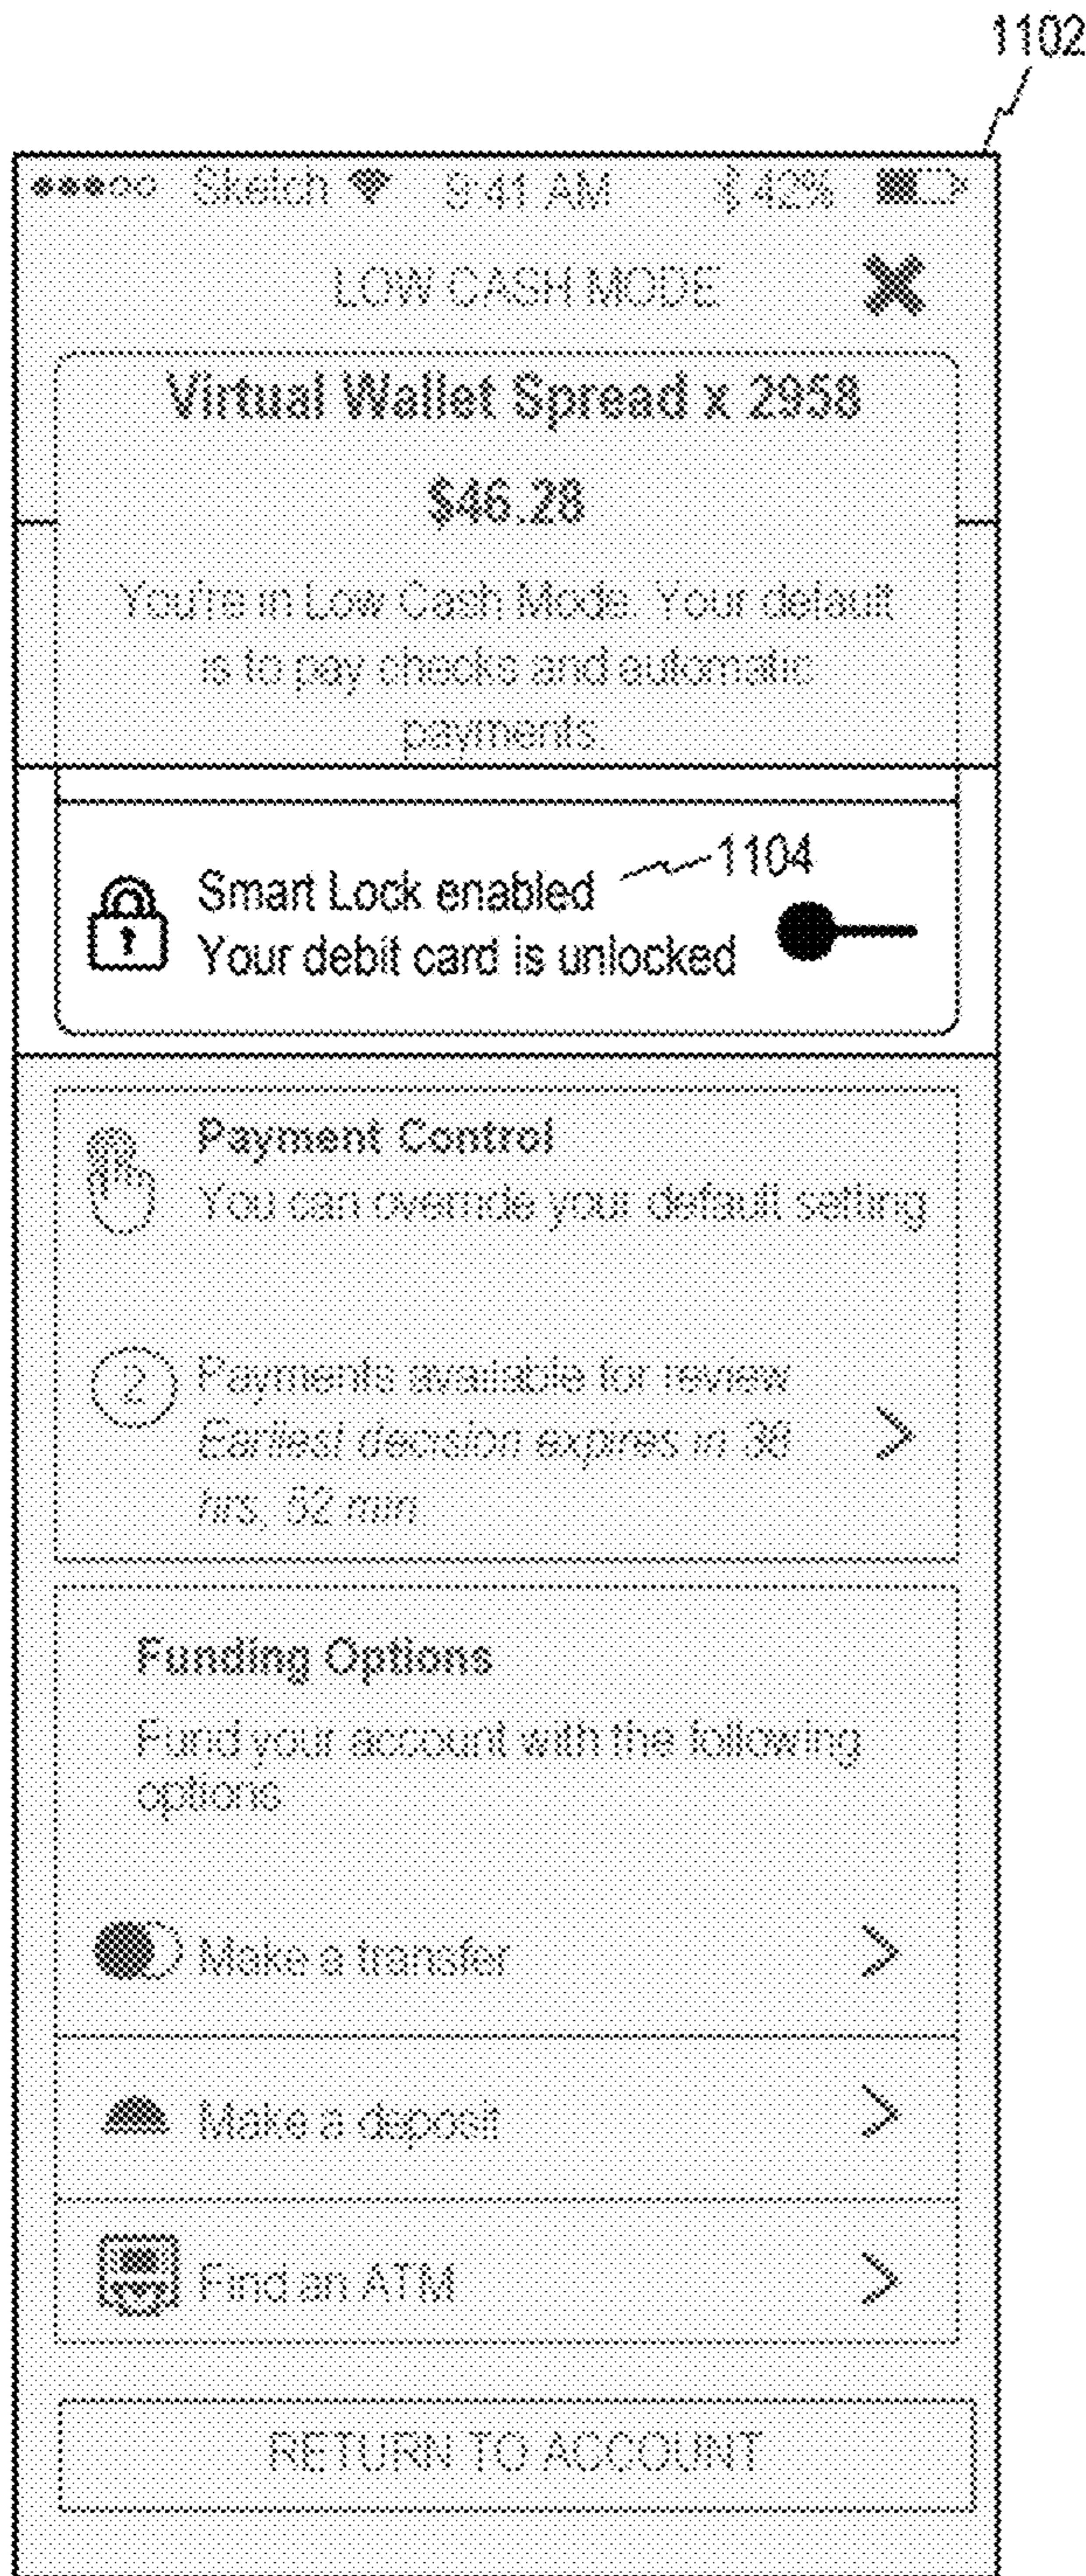 1102
Sketch 9:41 AM 42%
LOW CASH MODE
Virtual Wallet Spread x 2958
$46.28
You're in Low Cash Mode. Your default
is to pay checks and automatic
payments.
Smart Lock enabled
1104
Your debit card is unlocked
Payment Control
You can override your default setting
2 Payments available for review
Earliest decision expires in 38
hrs, 52 min
Funding Options
Fund your account with the following
options
Make a transfer
Make a deposit
Find an ATM
RETURN TO ACCOUNT